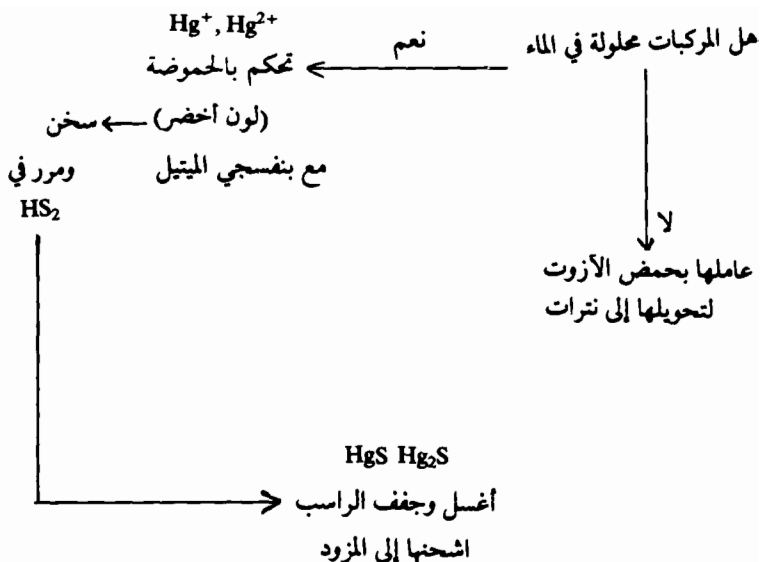 هل المركبات محلولة في الماء
نعم
Hg⁺, Hg²⁺
تحكم بالحموضة
(لون أخضر)
سخن
مع بنفسجي الميتيل
ومرر في
HS₂
لا
عاملها بحمض الآزوت
لتحويلها إلى نترات
HgS Hg₂S
أغسل وجفف الراسب
اشحنها إلى المزود